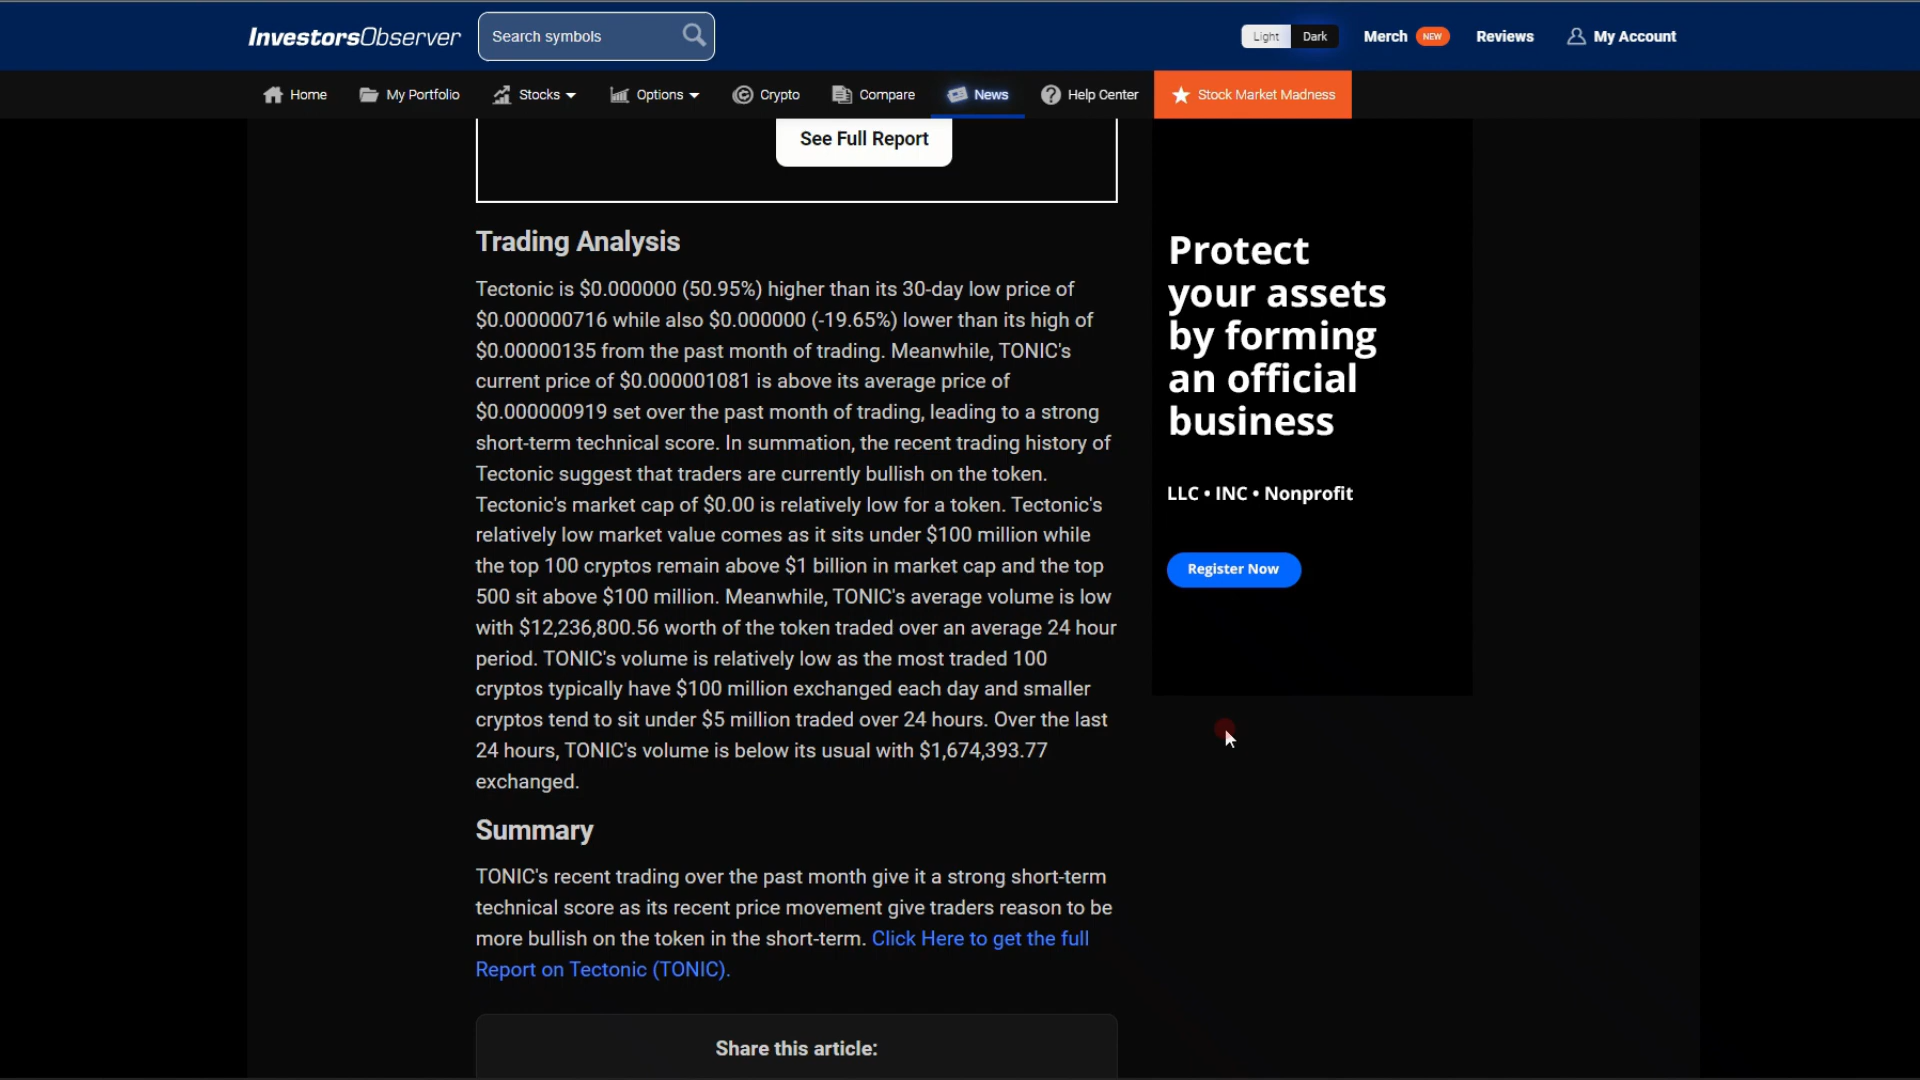 InvestorsObserver
Search symbols
Light
Dark
Merch
NEW
Reviews
My Account
Home
My Portfolio
Stocks
Options
Crypto
Compare
News
Help Center
Stock Market Madness
See Full Report
Trading Analysis
Tectonic is $0.000000 (50.95%) higher than its 30-day low price of
$0.000000716 while also $0.000000 (-19.65%) lower than its high of
$0.00000135 from the past month of trading. Meanwhile, TONIC's
current price of $0.000001081 is above its average price of
$0.000000919 set over the past month of trading, leading to a strong
short-term technical score. In summation, the recent trading history of
Tectonic suggest that traders are currently bullish on the token.
Tectonic's market cap of $0.00 is relatively low for a token. Tectonic's
relatively low market value comes as it sits under $100 million while
the top 100 cryptos remain above $1 billion in market cap and the top
500 sit above $100 million. Meanwhile, TONIC's average volume is low
with $12,236,800.56 worth of the token traded over an average 24 hour
period. TONIC's volume is relatively low as the most traded 100
cryptos typically have $100 million exchanged each day and smaller
cryptos tend to sit under $5 million traded over 24 hours. Over the last
24 hours, TONIC's volume is below its usual with $1,674,393.77
exchanged.
Summary
TONIC's recent trading over the past month give it a strong short-term
technical score as its recent price movement give traders reason to be
more bullish on the token in the short-term. Click Here to get the full
Report on Tectonic (TONIC).
Share this article:
Protect
your assets
by forming
an official
business
LLC • INC • Nonprofit
Register Now